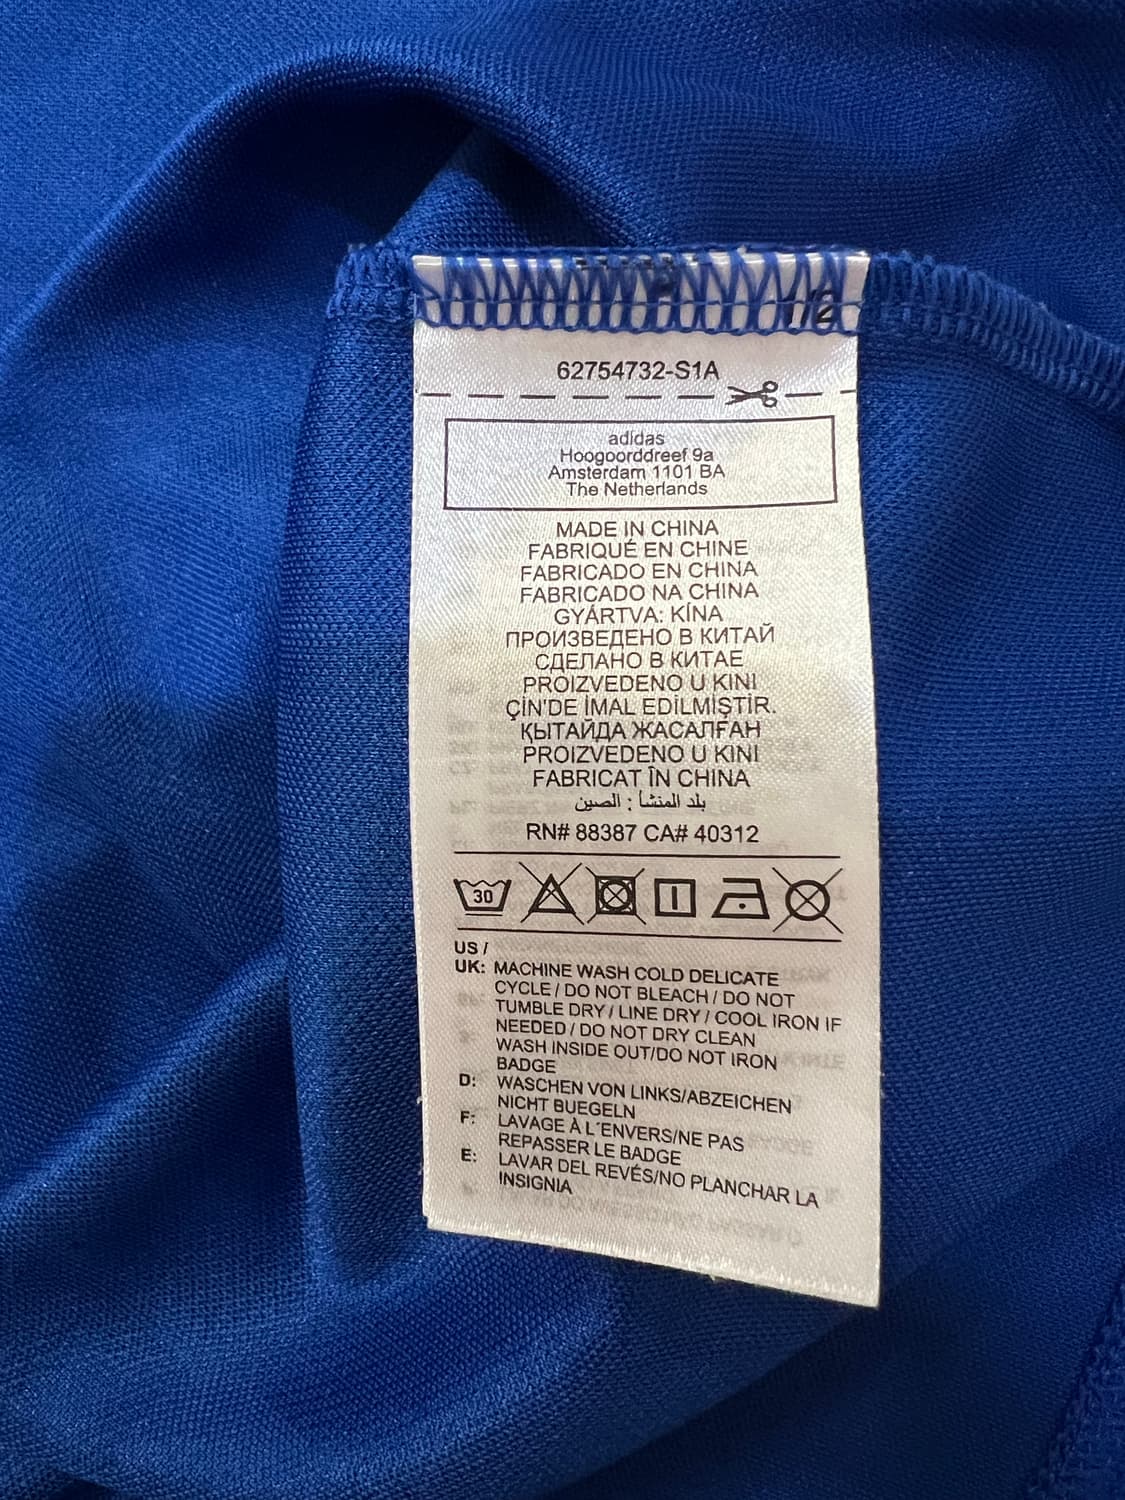 1/2
62754732-S1A
adidas
Hoogoorddreef 9a
Amsterdam 1101 BA
The Netherlands
MADE IN CHINA
FABRIQUÉ EN CHINE
FABRICADO EN CHINA
FABRICADO NA CHINA
GYÁRTVA: KÍNA
ПРОИЗВЕДЕНО В КИТАЙ
СДЕЛАНО В КИТАЕ
PROIZVEDENO U KINI
ÇİN'DE İMAL EDİLMİŞTİR.
ҚЫТАЙДА ЖАСАЛҒАН
PROIZVEDENO U KINI
FABRICAT ÎN CHINA
بلد المنشأ : الصين
RN# 88387 CA# 40312
30
US /
UK: MACHINE WASH COLD DELICATE
CYCLE / DO NOT BLEACH / DO NOT
TUMBLE DRY / LINE DRY / COOL IRON IF
NEEDED / DO NOT DRY CLEAN
WASH INSIDE OUT/DO NOT IRON
BADGE
D: WASCHEN VON LINKS/ABZEICHEN
NICHT BUEGELN
F: LAVAGE À L´ENVERS/NE PAS
REPASSER LE BADGE
E: LAVAR DEL REVÉS/NO PLANCHAR LA
INSIGNIA